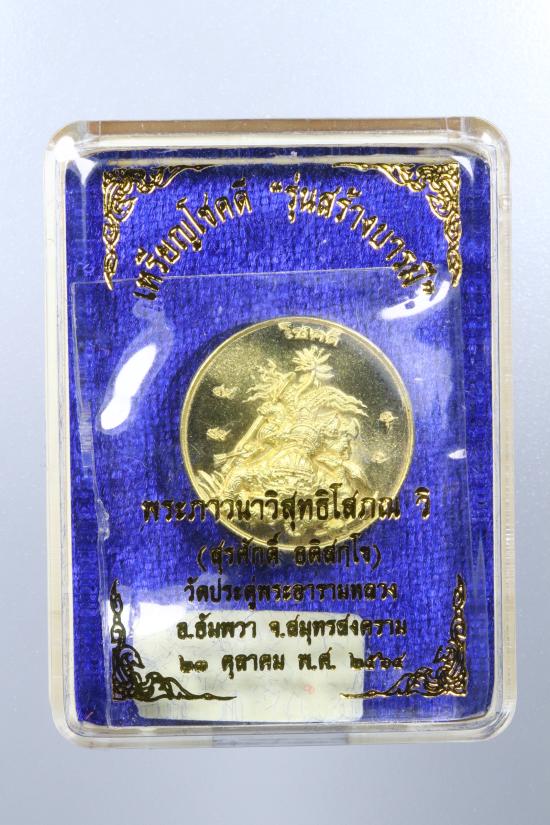 เหรียญโชคดี "รุ่นสร้างบารมี"
โชคดี
พระภาวนาวิสุทธิโสภณ วิ
(สุรศักดิ์ อติสกฺโข)
วัดประดู่พระอารามหลวง
อ.อัมพวา จ.สมุทรสงคราม
๒๑ ตุลาคม พ.ศ. ๒๕๖๔